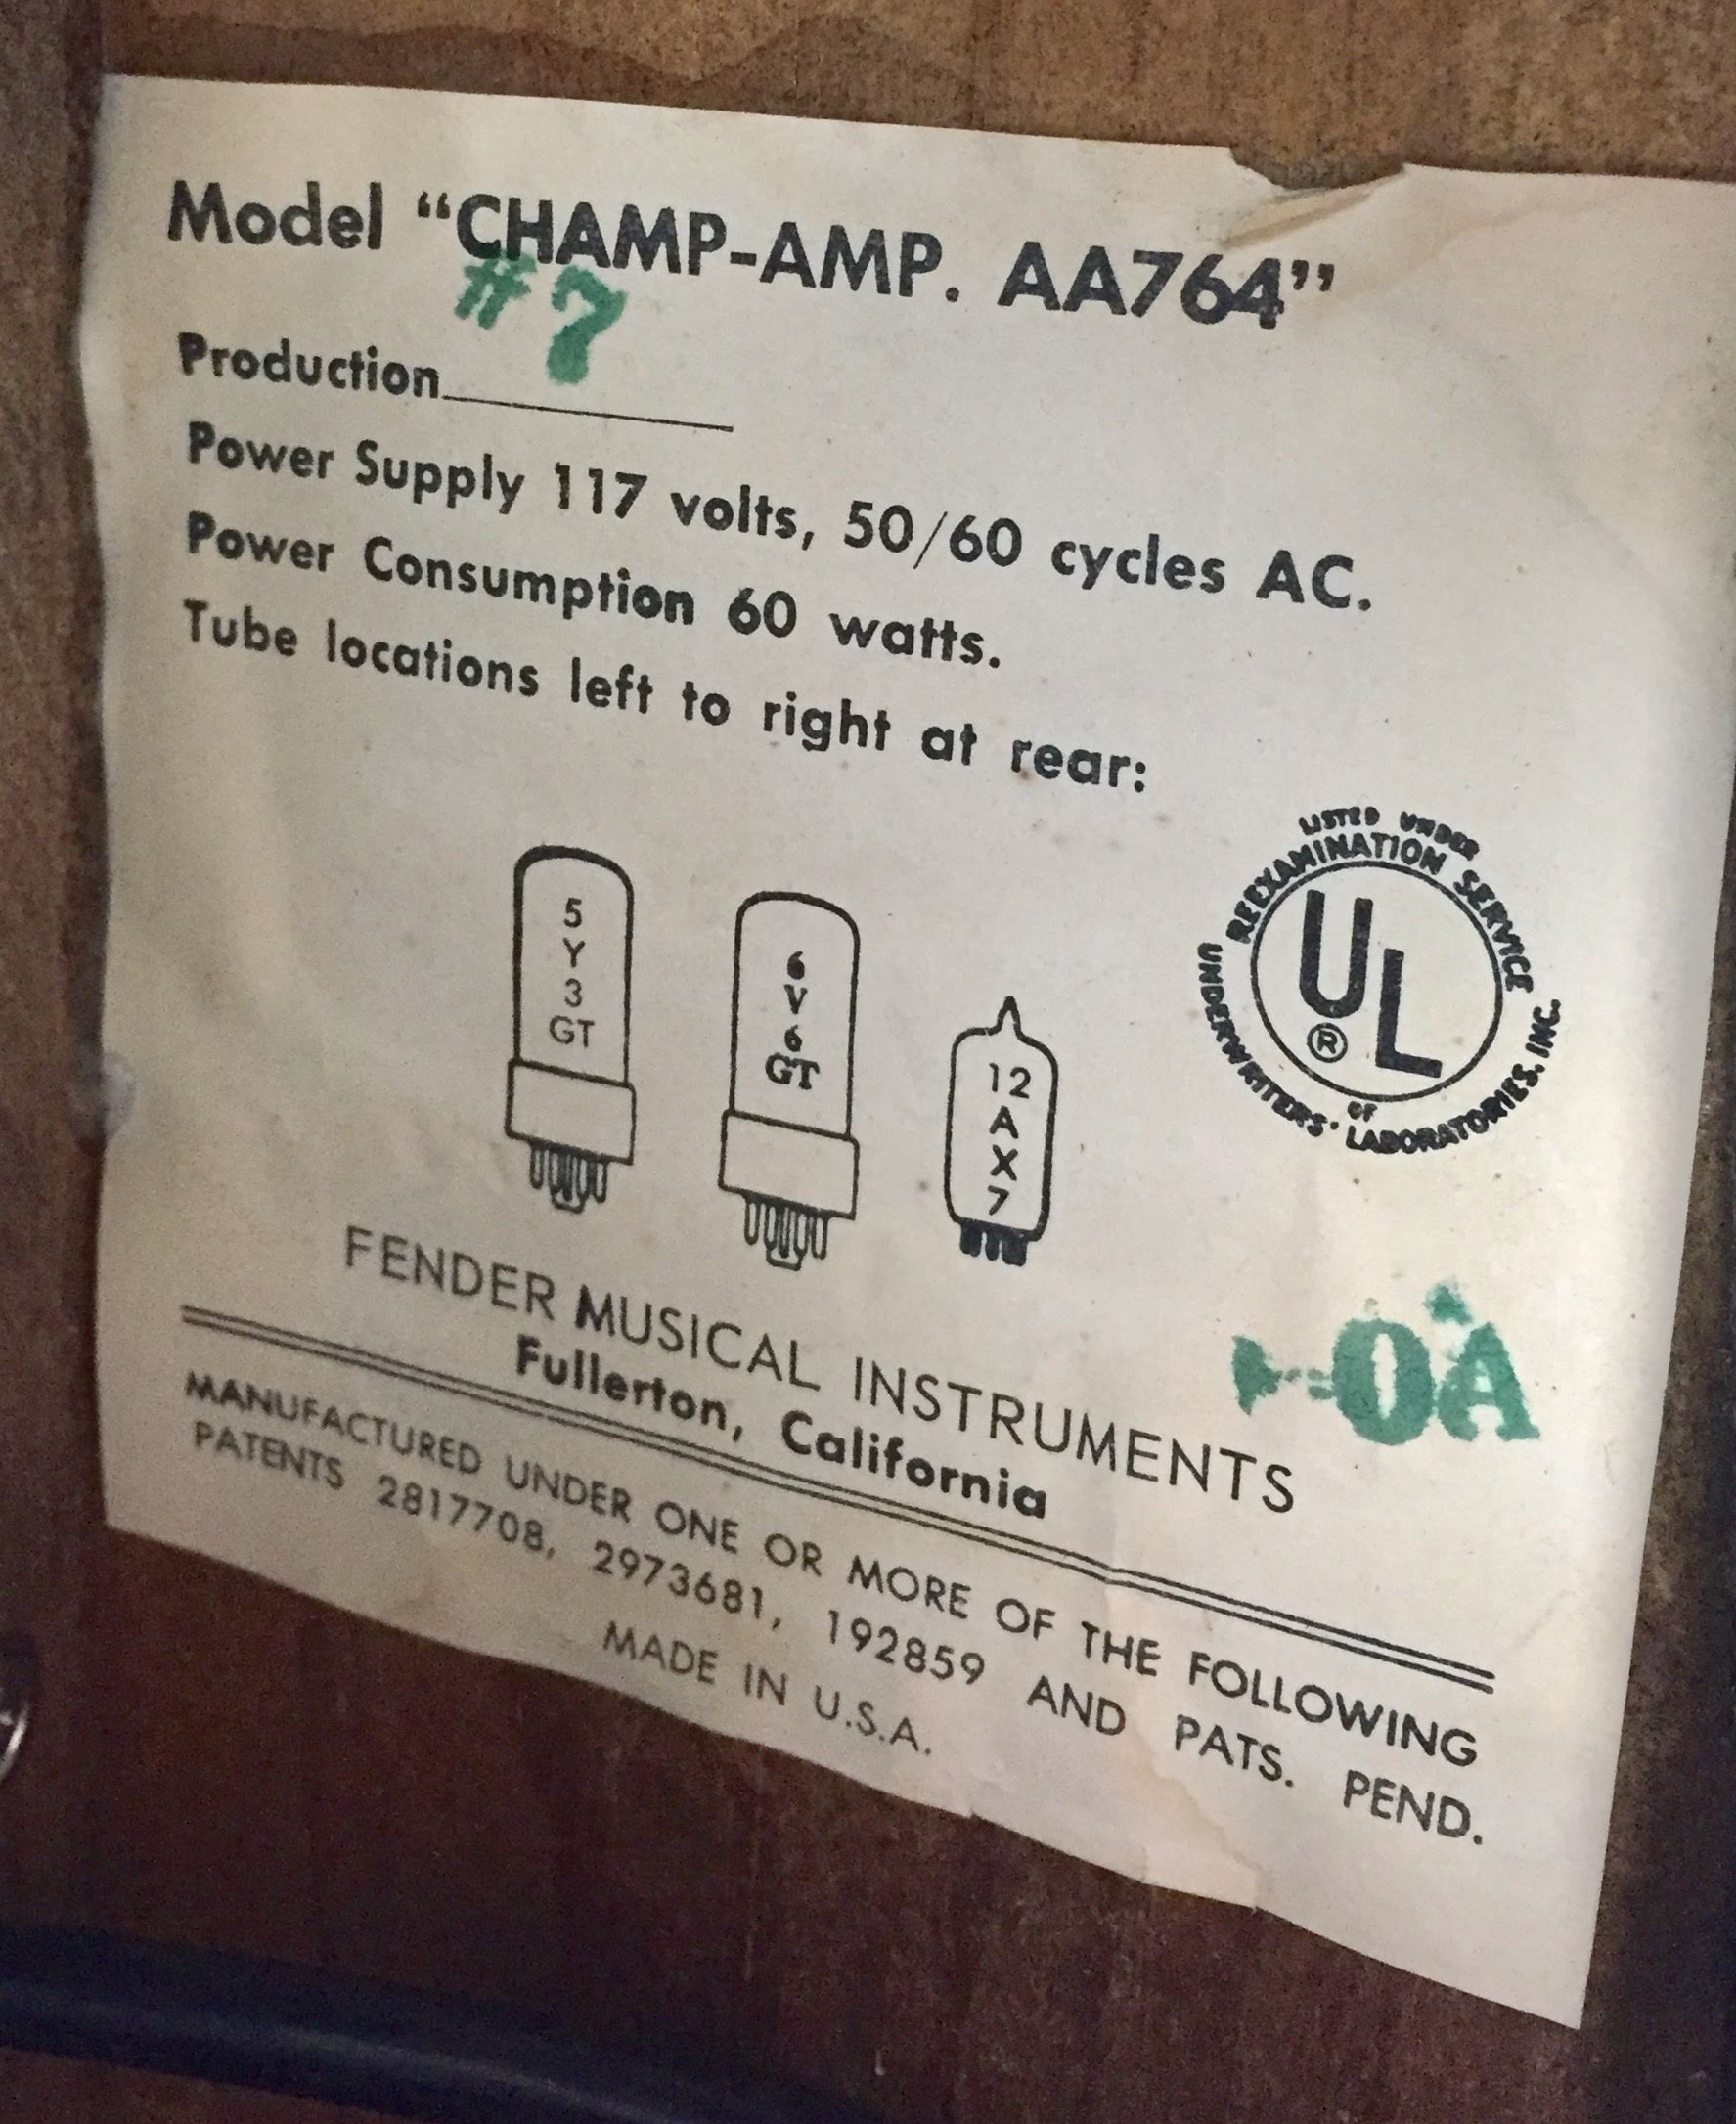 Model “CHAMP-AMP. AA764”
#7
Production
Power Supply 117 volts, 50/60 cycles AC.
Power Consumption 60 watts.
Tube locations left to right at rear:
5
Y
3
GT
6
V
6
GT
12
A
X
7
LISTED UNDER
REEXAMINATION SERVICE
UL
®
OF
UNDERWRITERS' LABORATORIES, INC.
FENDER MUSICAL INSTRUMENTS
Fullerton, California
OA
MANUFACTURED UNDER ONE OR MORE OF THE FOLLOWING
PATENTS 2817708, 2973681, 192859 AND PATS. PEND.
MADE IN U.S.A.